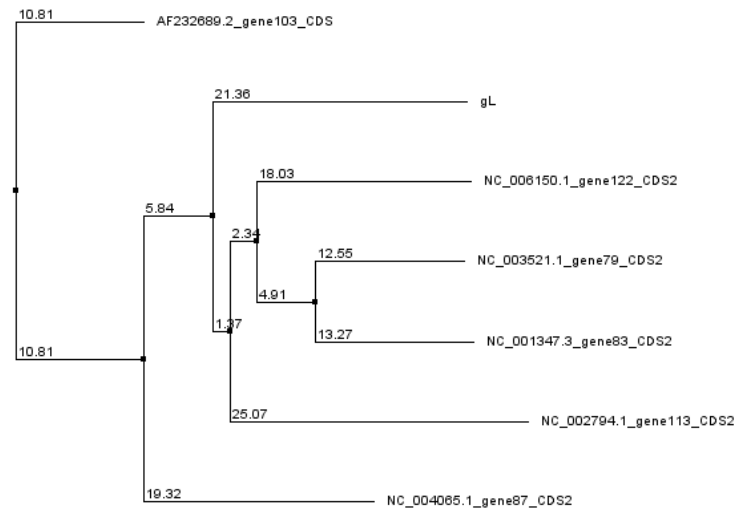 10.81 AF232689.2_gene103_CDS
21.36 gL
18.03 NC_006150.1_gene122_CDS2
5.84
2.34
12.55 NC_003521.1_gene79_CDS2
4.91
1.37
13.27 NC_001347.3_gene83_CDS2
10.81
25.07 NC_002794.1_gene113_CDS2
19.32 NC_004065.1_gene87_CDS2